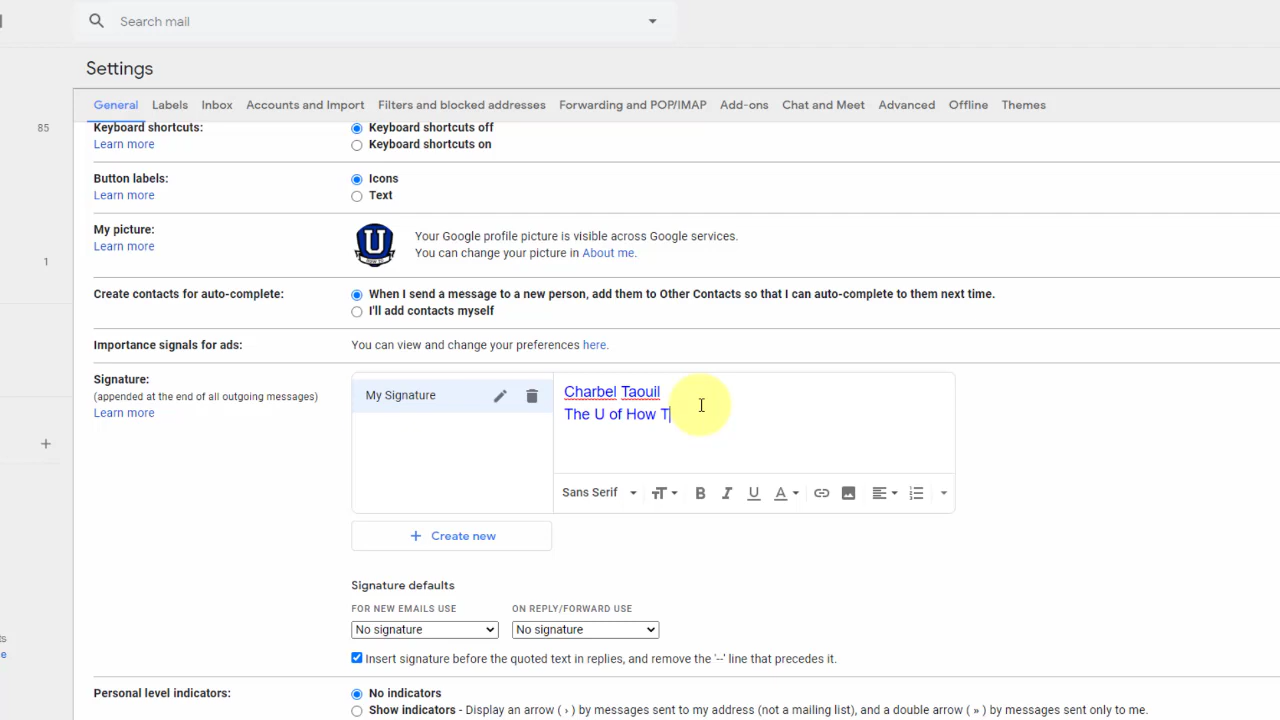 Search mail
Settings
General Labels Inbox Accounts and Import Filters and blocked addresses Forwarding and POP/IMAP Add-ons Chat and Meet Advanced Offline Themes
85
Keyboard shortcuts:
Learn more
Keyboard shortcuts off
Keyboard shortcuts on
Button labels:
Learn more
Icons
Text
My picture:
Learn more
U
Your Google profile picture is visible across Google services.
You can change your picture in About me.
1
Create contacts for auto-complete:
When I send a message to a new person, add them to Other Contacts so that I can auto-complete to them next time.
I'll add contacts myself
Importance signals for ads:
You can view and change your preferences here.
Signature:
(appended at the end of all outgoing messages)
Learn more
My Signature
Charbel Taouil
The U of How T
Sans Serif
Create new
Signature defaults
FOR NEW EMAILS USE
ON REPLY/FORWARD USE
No signature
No signature
Insert signature before the quoted text in replies, and remove the '--' line that precedes it.
Personal level indicators:
No indicators
Show indicators - Display an arrow ( › ) by messages sent to my address (not a mailing list), and a double arrow ( » ) by messages sent only to me.